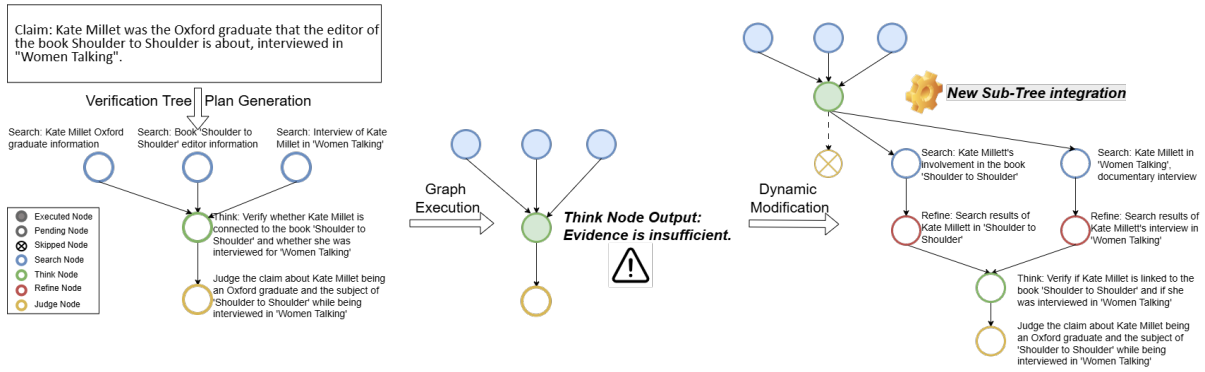 Claim: Kate Millet was the Oxford graduate that the editor of
the book Shoulder to Shoulder is about, interviewed in
"Women Talking".
Verification Tree Plan Generation
Search: Kate Millet Oxford
graduate information
Search: Book 'Shoulder to
Shoulder' editor information
Search: Interview of Kate
Millet in 'Women Talking'
Think: Verify whether Kate Millet is
connected to the book 'Shoulder to
Shoulder' and whether she was
interviewed for 'Women Talking'
Judge the claim about Kate Millet being
an Oxford graduate and the subject of
'Shoulder to Shoulder' while being
interviewed in 'Women Talking'
Executed Node
Pending Node
Skipped Node
Search Node
Think Node
Refine Node
Judge Node
Graph
Execution
Think Node Output:
Evidence is insufficient.
Dynamic
Modification
New Sub-Tree integration
Search: Kate Millett's
involvement in the book
'Shoulder to Shoulder'
Search: Kate Millett in
'Women Talking',
documentary interview
Refine: Search results of
Kate Millett in 'Shoulder to
Shoulder'
Refine: Search results of
Kate Millett's interview in
'Women Talking'
Think: Verify if Kate Millet is linked to the
book 'Shoulder to Shoulder' and if she
was interviewed in 'Women Talking'
Judge the claim about Kate Millet being
an Oxford graduate and the subject of
'Shoulder to Shoulder' while being
interviewed in 'Women Talking'